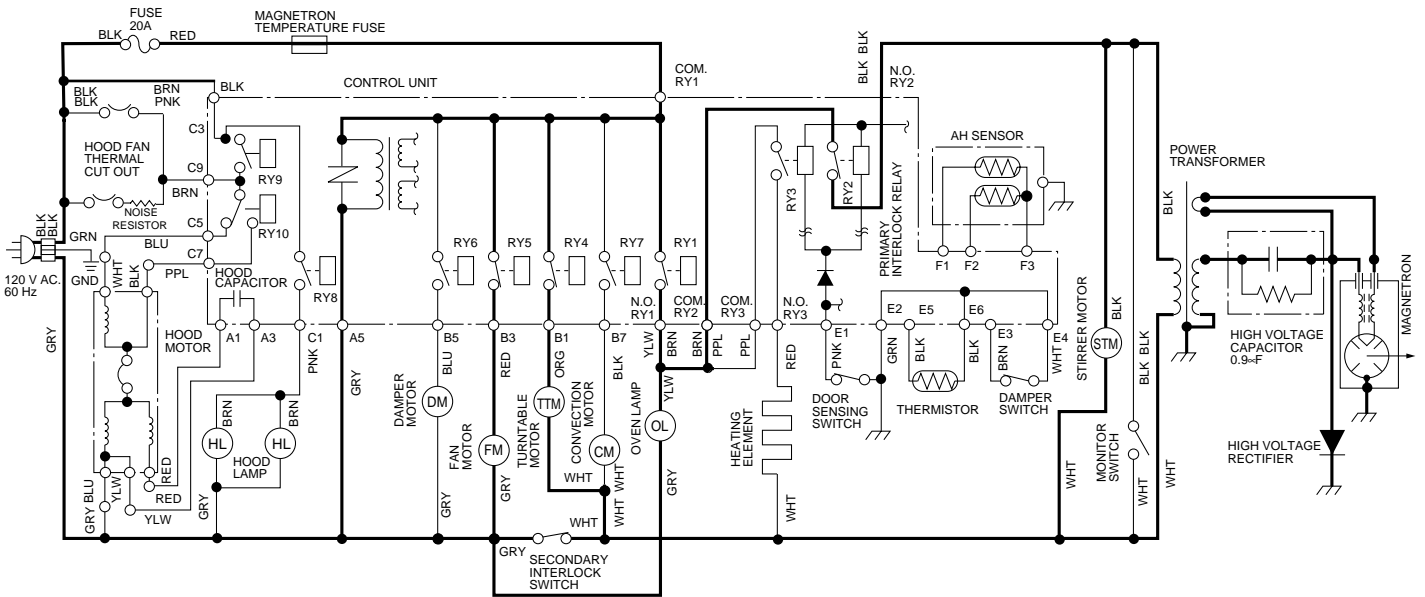 FUSE
20A
BLK
RED
MAGNETRON
TEMPERATURE FUSE
BLK
BLK
BRN
PNK
BLK
CONTROL UNIT
COM.
RY1
BLK BLK
N.O.
RY2
C3
HOOD FAN
THERMAL
CUT OUT
C9
BRN
RY9
NOISE
RESISTOR
C5
RY10
BLK
BLK
GRN
BLU
C7
PPL
120 V AC.
60 Hz
GND
WHT
BLK
HOOD
CAPACITOR
RY8
HOOD
MOTOR
A1
A3
C1
A5
GRY
PNK
GRY
BRN
BRN
HL
HL
HOOD
LAMP
GRY
RED
RED
YLW
YLW
BLU
GRY
RY6
RY5
RY4
RY7
RY1
B5
B3
B1
B7
BLU
RED
ORG
BLK
DAMPER
MOTOR
DM
FAN
MOTOR
FM
TURNTABLE
MOTOR
TTM
CONVECTION
MOTOR
CM
OL
OVEN LAMP
GRY
GRY
WHT
WHT
WHT
WHT
GRY
GRY
SECONDARY
INTERLOCK
SWITCH
N.O.
RY1
COM.
RY2
COM.
RY3
N.O.
RY3
YLW
BRN
BRN
PPL
PPL
YLW
RED
HEATING
ELEMENT
WHT
RY3
RY2
PRIMARY
INTERLOCK RELAY
AH SENSOR
F1
F2
F3
E1
E2
E5
E6
E3
E4
PNK
GRN
BLK
BLK
BRN
WHT
DOOR
SENSING
SWITCH
THERMISTOR
DAMPER
SWITCH
STIRRER MOTOR
STM
BLK
WHT
BLK BLK
MONITOR
SWITCH
WHT
WHT
POWER
TRANSFORMER
BLK
HIGH VOLTAGE
CAPACITOR
0.9∝F
MAGNETRON
HIGH VOLTAGE
RECTIFIER